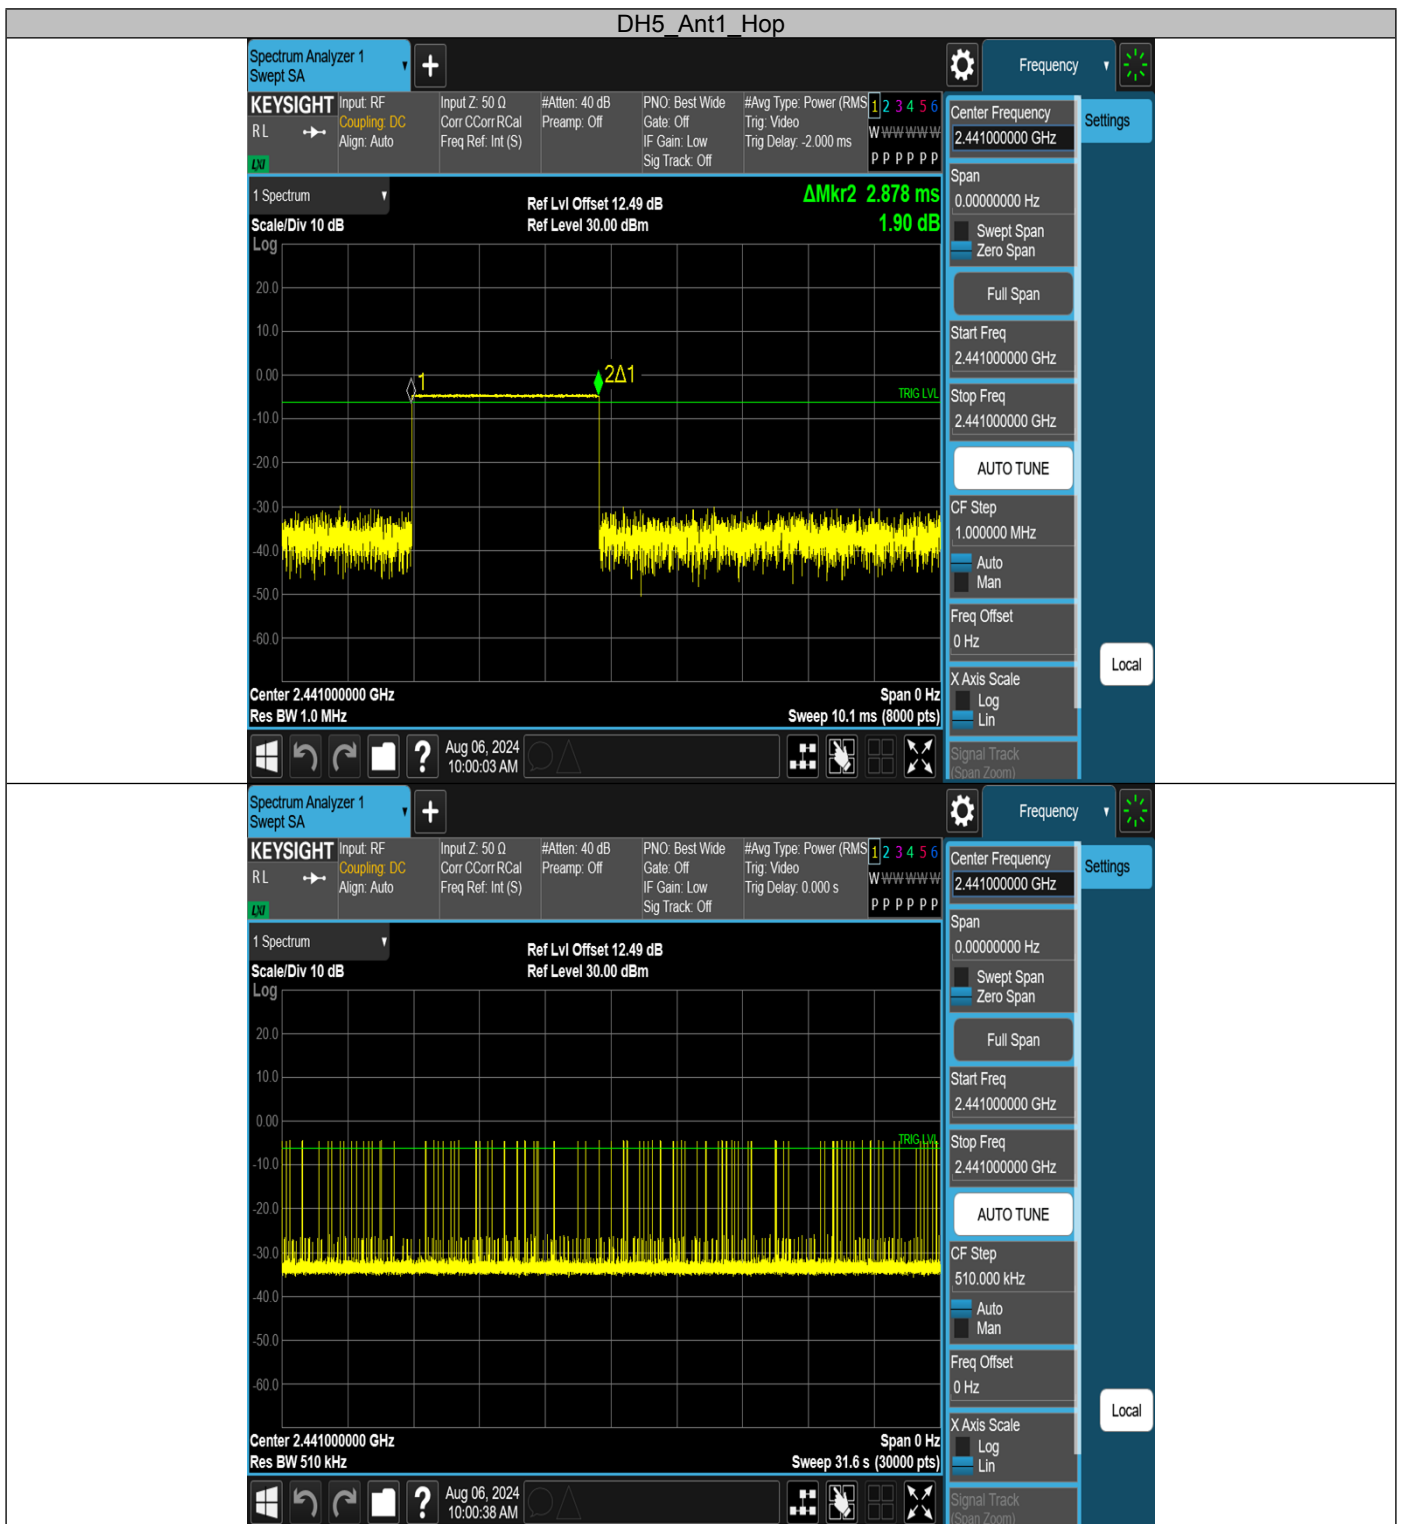 DH5_Ant1_Hop
Spectrum Analyzer 1
Swept SA
+
Frequency
KEYSIGHT
RL
LXI
Input: RF
Coupling: DC
Align: Auto
Input Z: 50 Ω
Corr CCorr RCal
Freq Ref: Int (S)
#Atten: 40 dB
Preamp: Off
PNO: Best Wide
Gate: Off
IF Gain: Low
Sig Track: Off
#Avg Type: Power (RMS
Trig: Video
Trig Delay: -2.000 ms
1 2 3 4 5 6
W W W W W W
P P P P P P
Center Frequency
2.441000000 GHz
Settings
1 Spectrum
Scale/Div 10 dB
Log
Ref Lvl Offset 12.49 dB
Ref Level 30.00 dBm
ΔMkr2 2.878 ms
1.90 dB
Span
0.00000000 Hz
Swept Span
Zero Span
Full Span
Start Freq
2.441000000 GHz
Stop Freq
2.441000000 GHz
AUTO TUNE
CF Step
1.000000 MHz
Auto
Man
Freq Offset
0 Hz
X Axis Scale
Log
Lin
Signal Track
(Span Zoom)
Local
20.0
10.0
0.00
-10.0
-20.0
-30.0
-40.0
-50.0
-60.0
1
2Δ1
TRIG LVL
Center 2.441000000 GHz
Res BW 1.0 MHz
Span 0 Hz
Sweep 10.1 ms (8000 pts)
?
Aug 06, 2024
10:00:03 AM
Spectrum Analyzer 1
Swept SA
+
Frequency
KEYSIGHT
RL
LXI
Input: RF
Coupling: DC
Align: Auto
Input Z: 50 Ω
Corr CCorr RCal
Freq Ref: Int (S)
#Atten: 40 dB
Preamp: Off
PNO: Best Wide
Gate: Off
IF Gain: Low
Sig Track: Off
#Avg Type: Power (RMS
Trig: Video
Trig Delay: 0.000 s
1 2 3 4 5 6
W W W W W W
P P P P P P
Center Frequency
2.441000000 GHz
Settings
1 Spectrum
Scale/Div 10 dB
Log
Ref Lvl Offset 12.49 dB
Ref Level 30.00 dBm
Span
0.00000000 Hz
Swept Span
Zero Span
Full Span
Start Freq
2.441000000 GHz
Stop Freq
2.441000000 GHz
AUTO TUNE
CF Step
510.000 kHz
Auto
Man
Freq Offset
0 Hz
X Axis Scale
Log
Lin
Signal Track
(Span Zoom)
Local
20.0
10.0
0.00
-10.0
-20.0
-30.0
-40.0
-50.0
-60.0
TRIG LVL
Center 2.441000000 GHz
Res BW 510 kHz
Span 0 Hz
Sweep 31.6 s (30000 pts)
?
Aug 06, 2024
10:00:38 AM